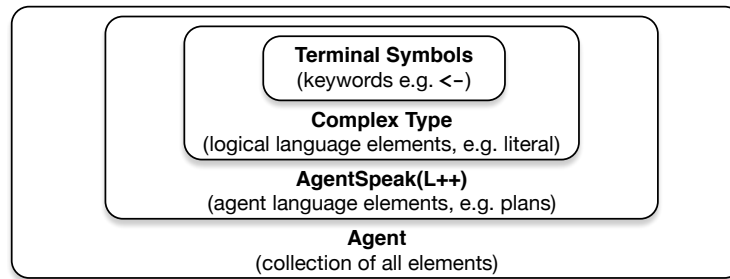 Terminal Symbols
(keywords e.g. <-)
Complex Type
(logical language elements, e.g. literal)
AgentSpeak(L++)
(agent language elements, e.g. plans)
Agent
(collection of all elements)